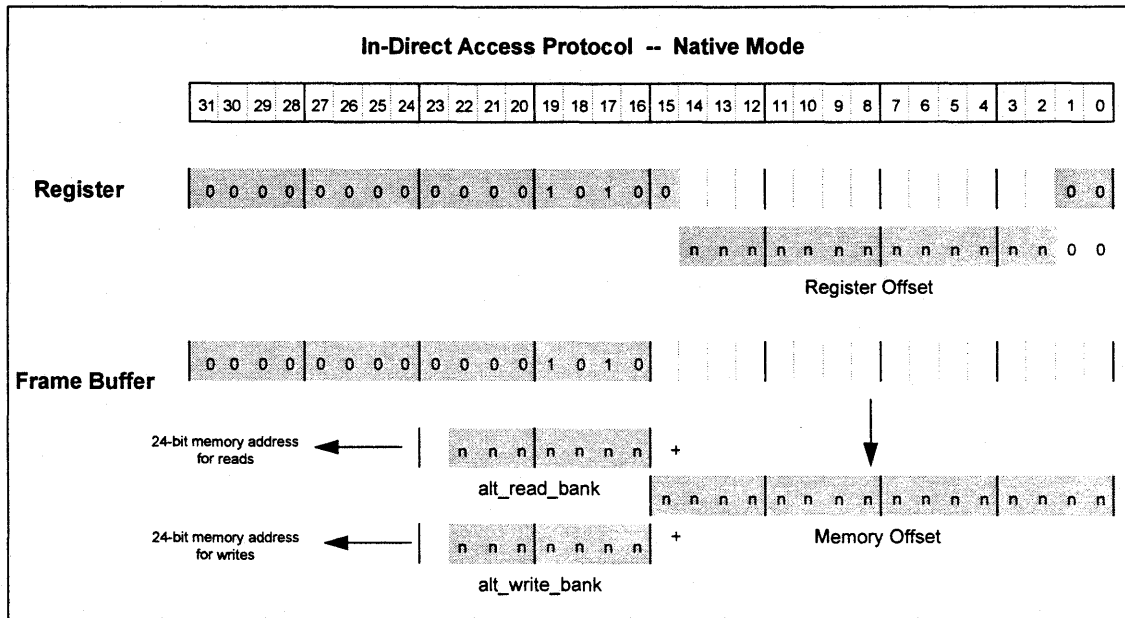 In-Direct Access Protocol -- Native Mode
31 30 29 28 27 26 25 24 23 22 21 20 19 18 17 16 15 14 13 12 11 10 9 8 7 6 5 4 3 2 1 0
Register 0 0 0 0 0 0 0 0 0 0 0 0 1 0 1 0 0 0 0
n n n n n n n n n n n n n 0 0
Register Offset
0 0 0 0 0 0 0 0 0 0 0 0 1 0 1 0
Frame Buffer
24-bit memory address
for reads
n n n n n n n +
alt_read_bank
n n n n n n n n n n n n n n n n
24-bit memory address
for writes
n n n n n n n +
Memory Offset
alt_write_bank